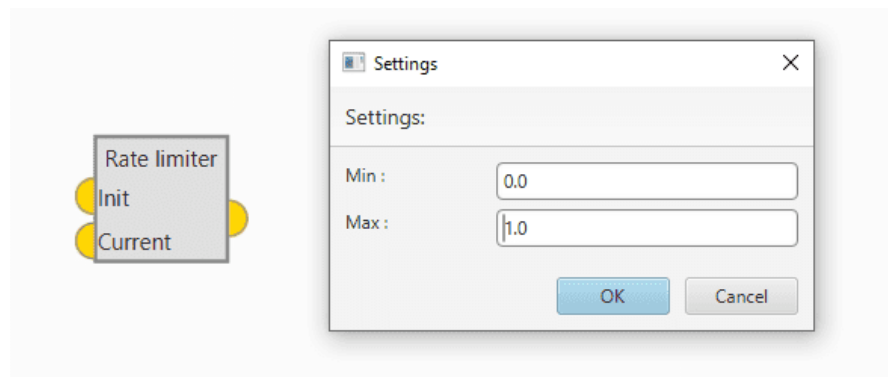 Rate limiter
Init
Current
Settings
Settings:
Min :
0.0
Max :
1.0
OK
Cancel